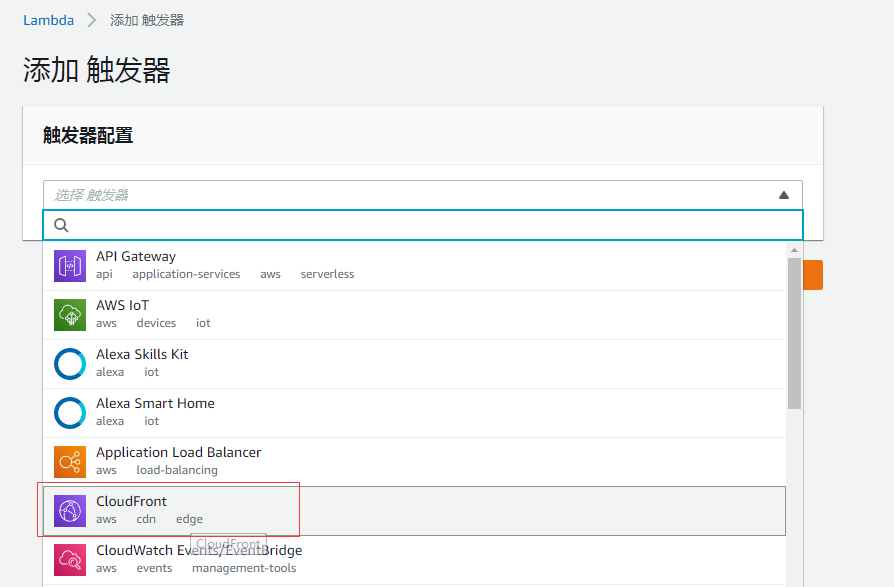 Lambda > 添加 触发器
添加 触发器
触发器配置
选择 触发器
API Gateway
api application-services aws serverless
AWS IoT
aws devices iot
Alexa Skills Kit
alexa iot
Alexa Smart Home
alexa iot
Application Load Balancer
aws load-balancing
CloudFront
aws cdn edge
CloudFront
CloudWatch Events/EventBridge
aws events management-tools